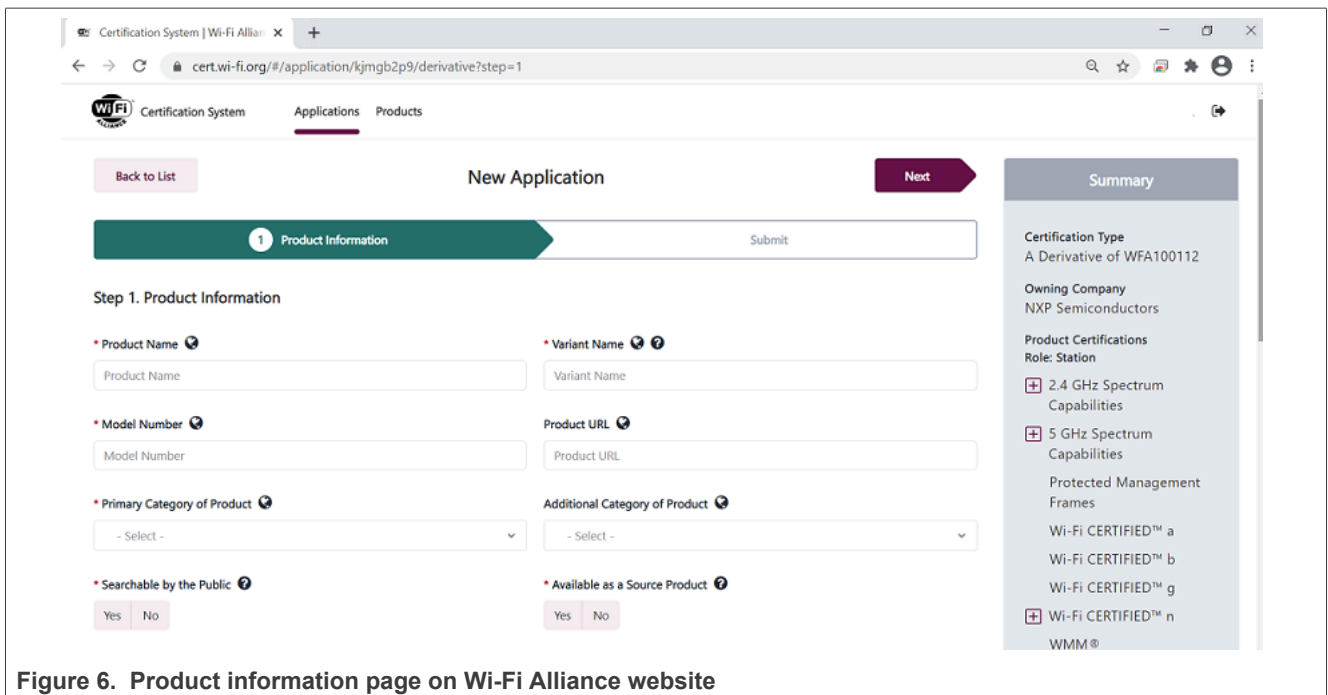 Certification System | Wi-Fi Allian
cert.wi-fi.org/#/application/kjmgb2p9/derivative?step=1
Wi Fi ALLIANCE Certification System Applications Products
Back to List New Application Next
1 Product Information Submit
Step 1. Product Information
* Product Name * Variant Name
Product Name Variant Name
* Model Number Product URL
Model Number Product URL
* Primary Category of Product Additional Category of Product
- Select - - Select -
* Searchable by the Public * Available as a Source Product
Yes No Yes No
Summary
Certification Type
A Derivative of WFA100112
Owning Company
NXP Semiconductors
Product Certifications
Role: Station
2.4 GHz Spectrum
Capabilities
5 GHz Spectrum
Capabilities
Protected Management
Frames
Wi-Fi CERTIFIED™ a
Wi-Fi CERTIFIED™ b
Wi-Fi CERTIFIED™ g
Wi-Fi CERTIFIED™ n
WMM®
Figure 6. Product information page on Wi-Fi Alliance website